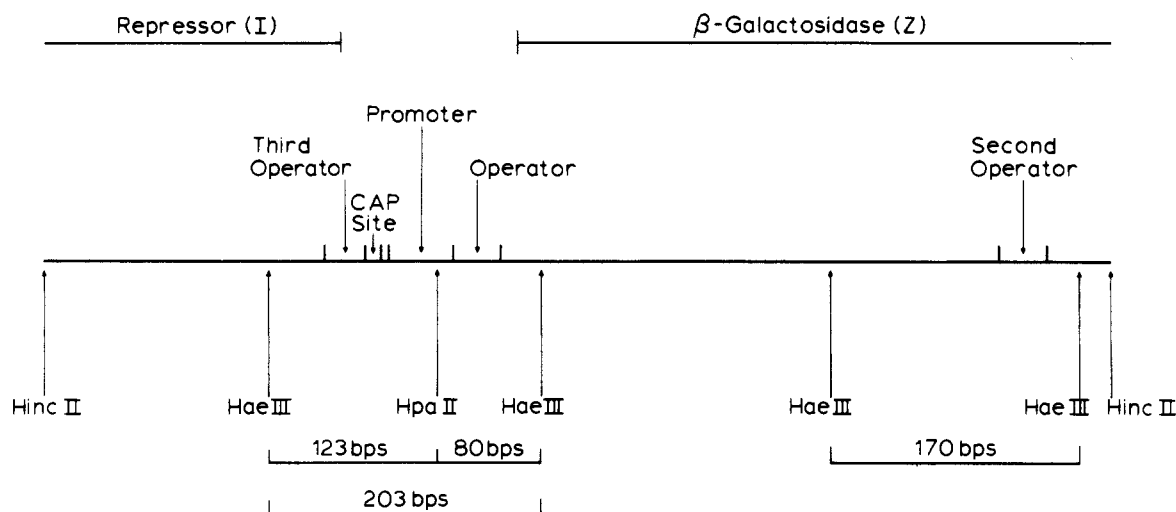 Repressor (I)
β-Galactosidase (Z)
Promoter
Third
Operator
Operator
Second
Operator
CAP
Site
Hinc II
Hae III
Hpa II
Hae III
Hae III
Hae III
Hinc II
123 bps
80 bps
170 bps
203 bps